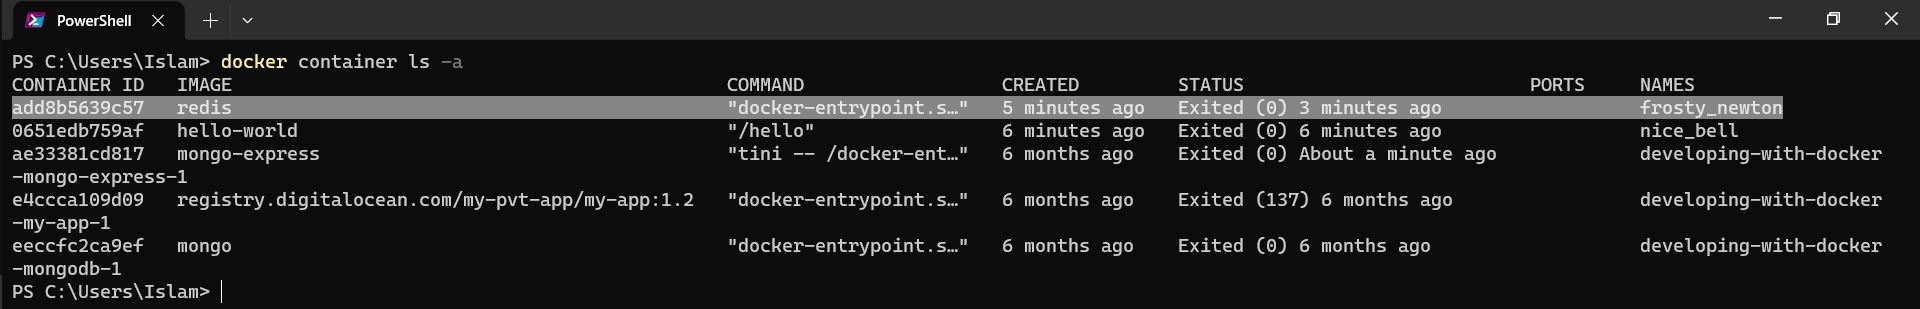 PowerShell
PS C:\Users\Islam> docker container ls -a
CONTAINER ID   IMAGE                                             COMMAND                  CREATED         STATUS                          PORTS     NAMES
add8b5639c57   redis                                             "docker-entrypoint.s…"   5 minutes ago   Exited (0) 3 minutes ago                  frosty_newton
0651edb759af   hello-world                                       "/hello"                 6 minutes ago   Exited (0) 6 minutes ago                  nice_bell
ae33381cd817   mongo-express                                     "tini -- /docker-ent…"   6 months ago    Exited (0) About a minute ago             developing-with-docker
-mongo-express-1
e4ccca109d09   registry.digitalocean.com/my-pvt-app/my-app:1.2   "docker-entrypoint.s…"   6 months ago    Exited (137) 6 months ago                 developing-with-docker
-my-app-1
eeccfc2ca9ef   mongo                                             "docker-entrypoint.s…"   6 months ago    Exited (0) 6 months ago                   developing-with-docker
-mongodb-1
PS C:\Users\Islam>